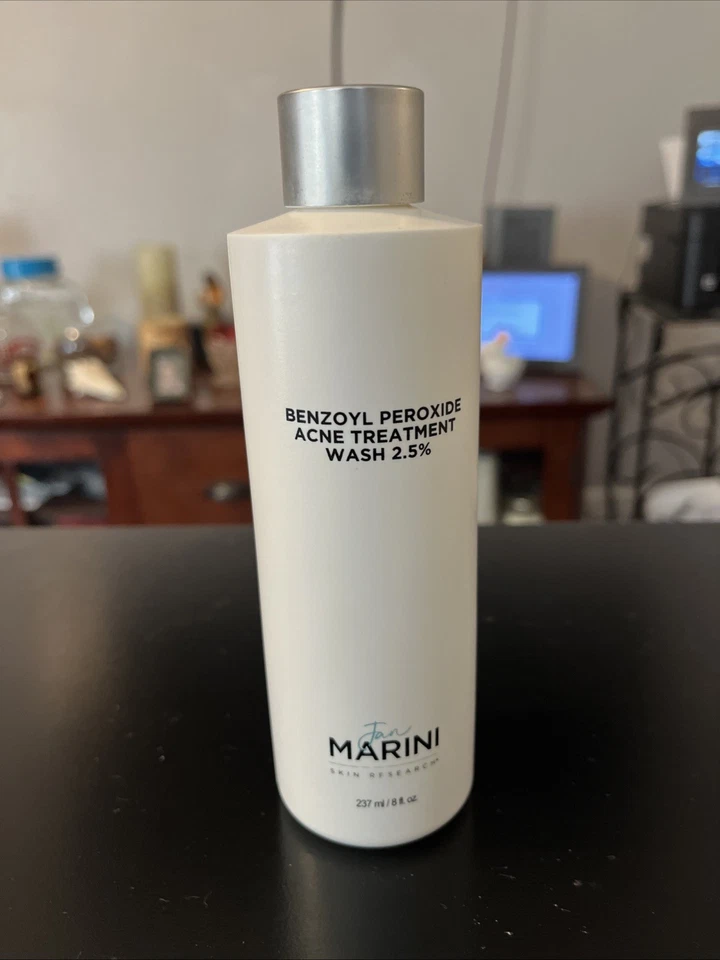 BENZOYL PEROXIDE
ACNE TREATMENT
WASH 2.5%
Jan
MARINI
SKIN RESEARCH®
237 ml / 8 fl. oz.